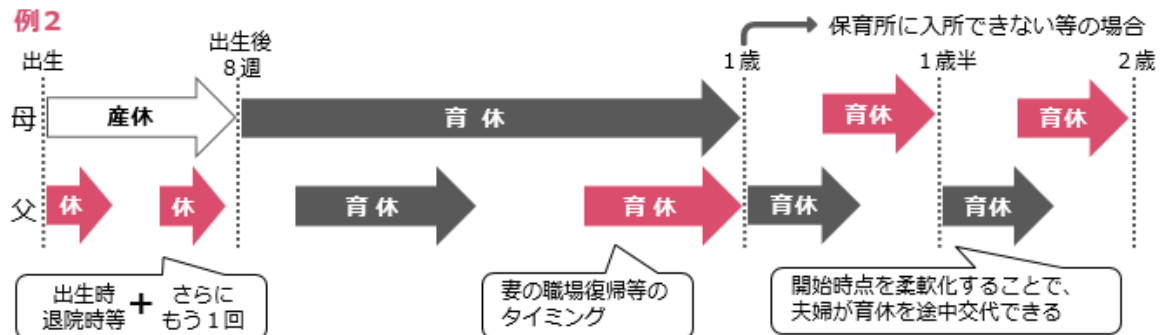 例2
保育所に入所できない等の場合
出生
出生後
8週
1歳
1歳半
2歳
母
産休
育休
育休
育休
父
休
休
育休
育休
育休
育休
出生時
退院時等
+
さらに
もう1回
妻の職場復帰等の
タイミング
開始時点を柔軟化することで、
夫婦が育休を途中交代できる